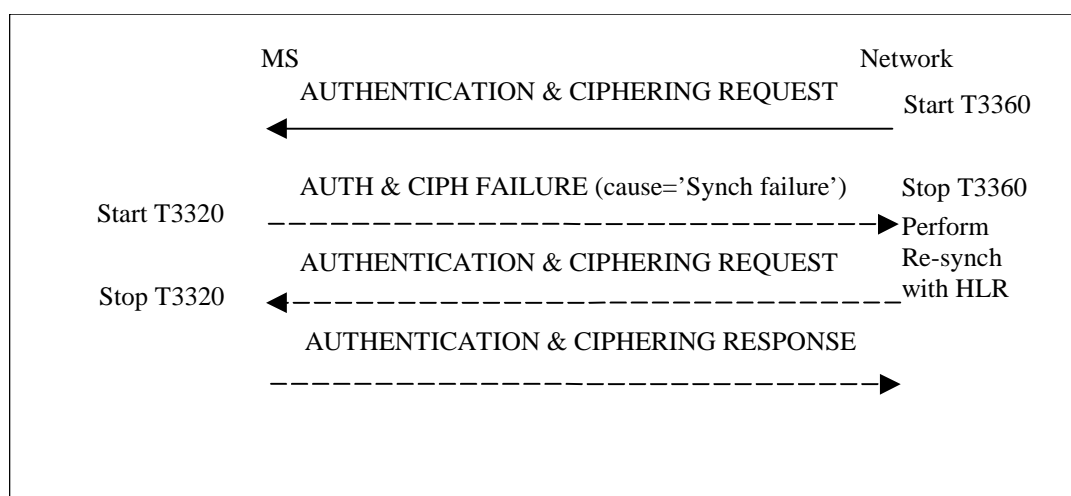 MS
Network
AUTHENTICATION & CIPHERING REQUEST
Start T3360
AUTH & CIPH FAILURE (cause=’Synch failure’)
Stop T3360
Start T3320
Perform
Re-synch
with HLR
AUTHENTICATION & CIPHERING REQUEST
Stop T3320
AUTHENTICATION & CIPHERING RESPONSE